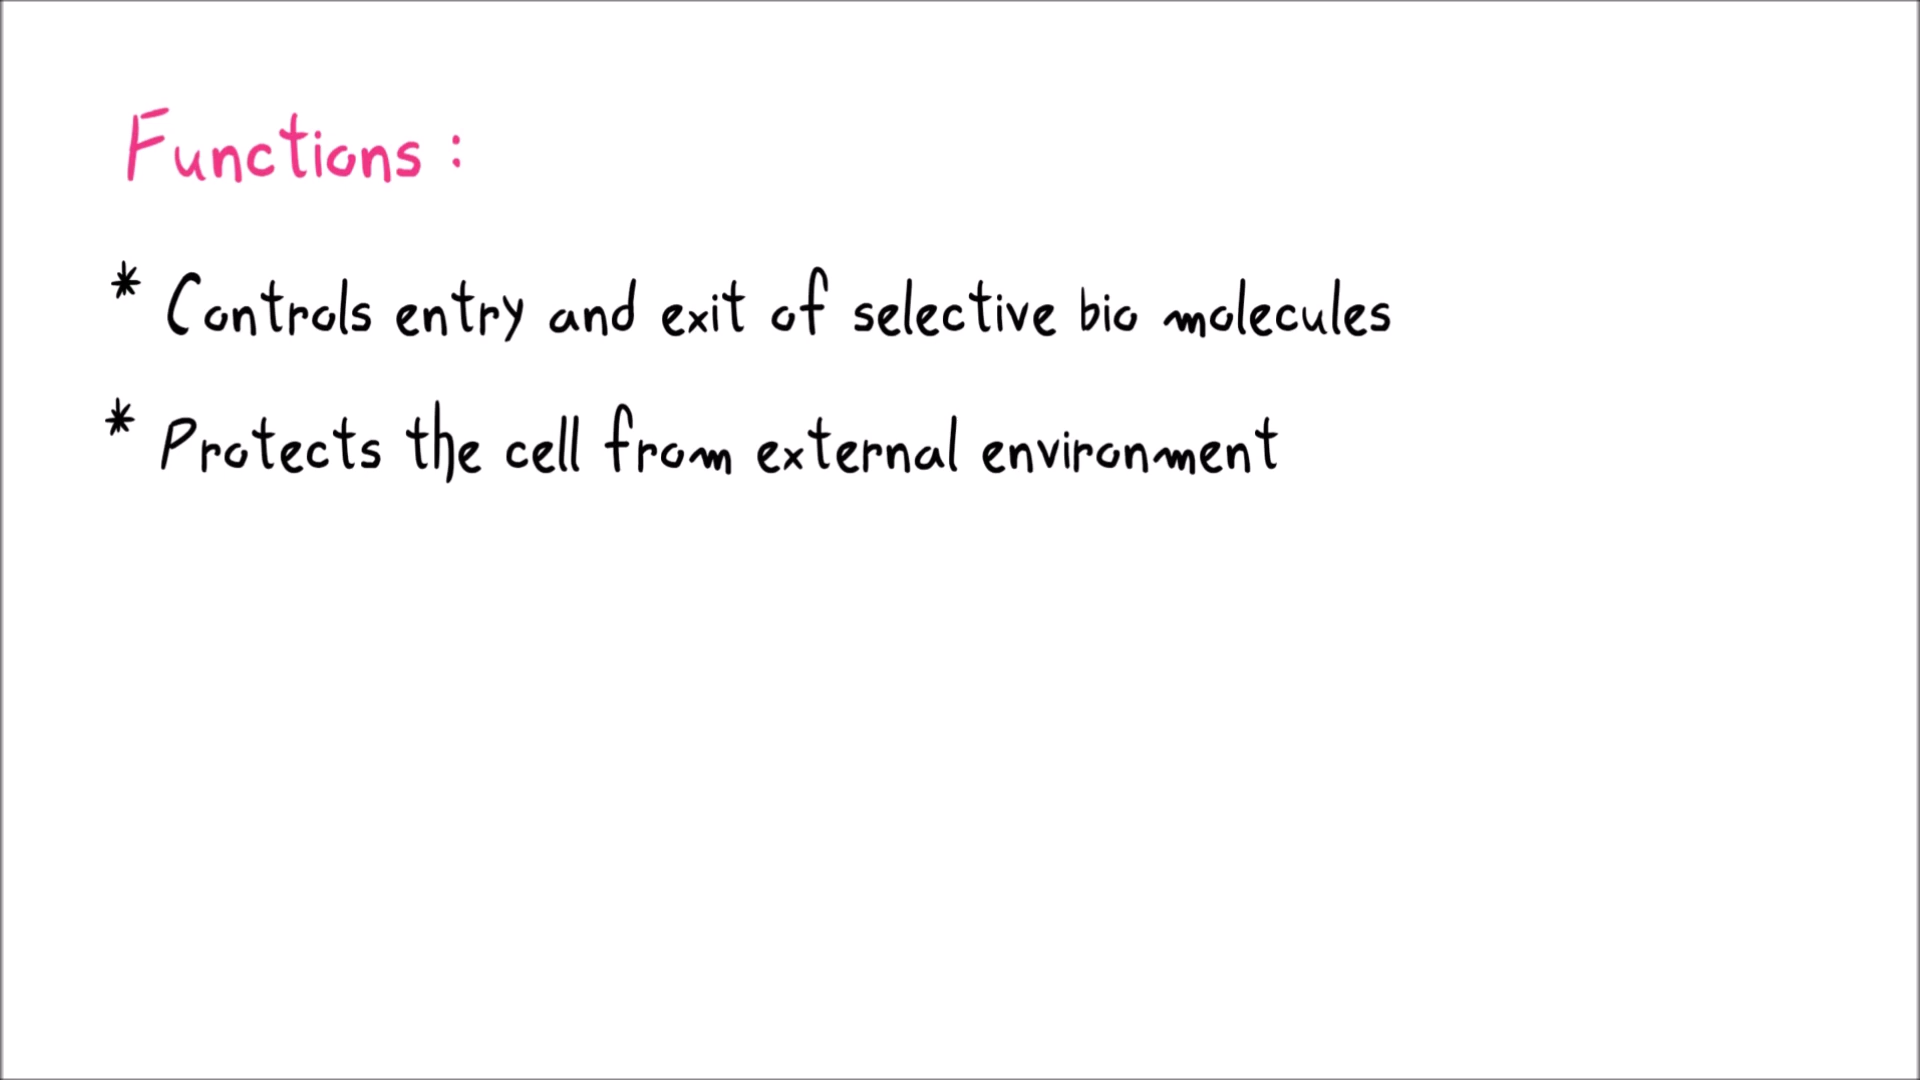 Functions :
* Controls entry and exit of selective bio molecules
* Protects the cell from external environment